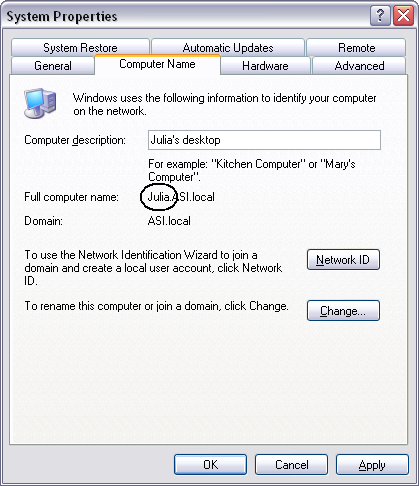 System Properties
System Restore Automatic Updates Remote
General Computer Name Hardware Advanced
Windows uses the following information to identify your computer
on the network.
Computer description: Julia's desktop
For example: "Kitchen Computer" or "Mary's
Computer".
Full computer name: Julia.ASI.local
Domain: ASI.local
To use the Network Identification Wizard to join a
domain and create a local user account, click Network
ID.
Network ID
To rename this computer or join a domain, click Change.
Change...
OK Cancel Apply